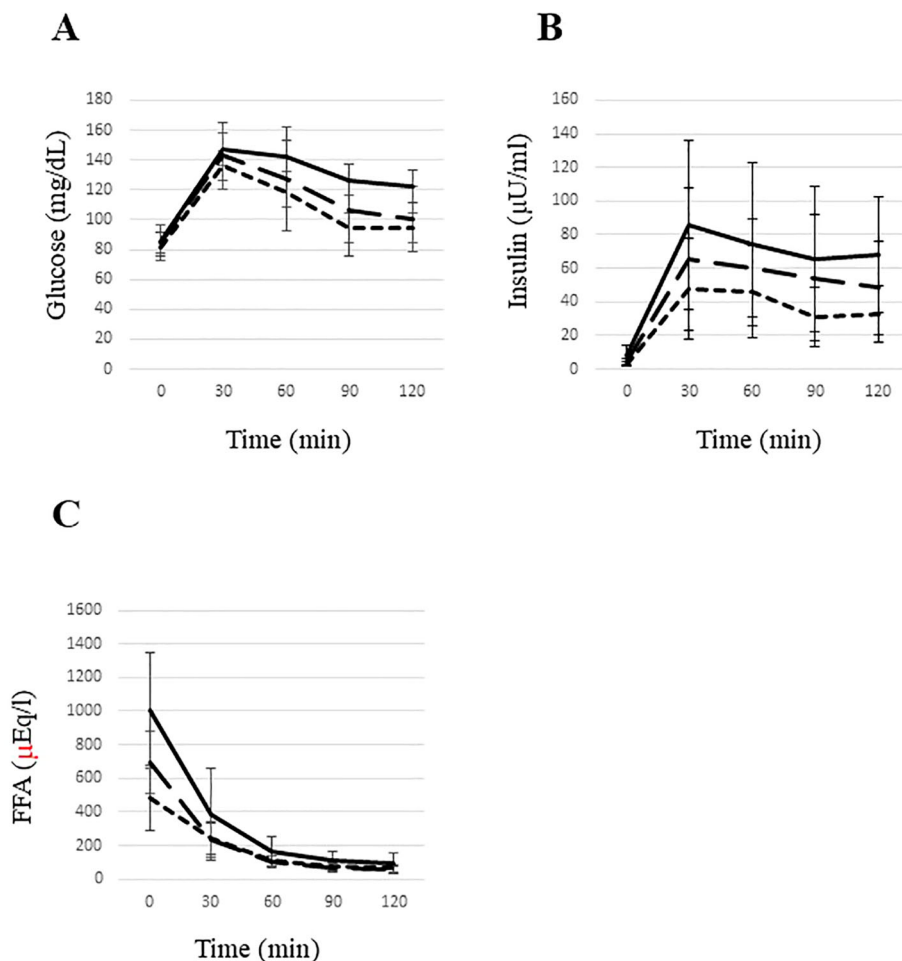 A
180
160
140
120
100
80
60
40
20
0
Glucose (mg/dL)
0 30 60 90 120
Time (min)
B
160
140
120
100
80
60
40
20
0
Insulin (μU/ml)
0 30 60 90 120
Time (min)
C
1600
1400
1200
1000
800
600
400
200
0
FFA (μEq/l)
0 30 60 90 120
Time (min)